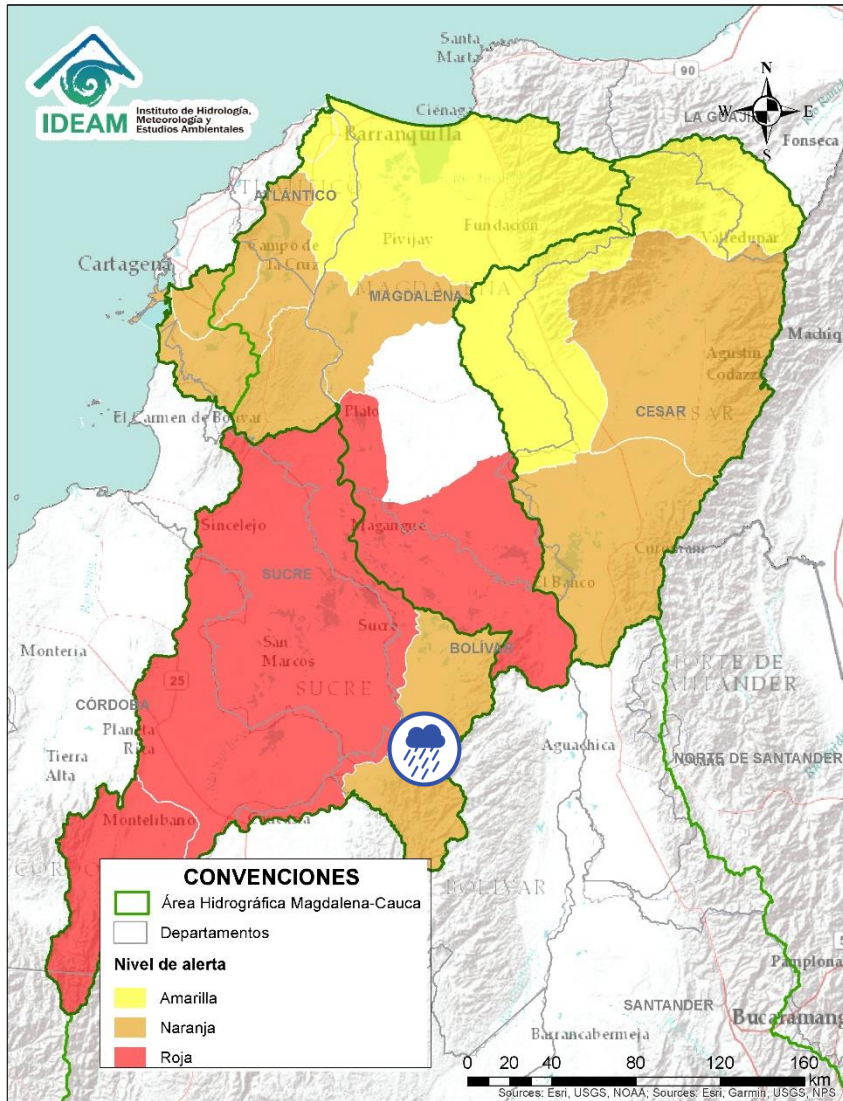 IDEAM
Instituto de Hidrología,
Meteorología y
Estudios Ambientales
Santa
Marta
90
N
W
E
S
LA GUAJIRA
Fonseca
Ciénaga
Barranquilla
ATLÁNTICO
Fundación
Pivijay
Valledupar
Campo de
la Cruz
Cartagena
MAGDALENA
MAGDALENA
Agustín
Codazzi
CESAR
CESAR
El Carmen de Bolívar
Plato
Sincelejo
Magangué
SUCRE
Curumaní
El Banco
Sucre
BOLÍVAR
Montería
San
Marcos
25
SUCRE
NORTE DE
SANTANDER
CÓRDOBA
Planeta
Rica
Tierra
Alta
Aguachica
NORTE DE SANTANDER
Montelibano
Caucasia
BOLÍVAR
CONVENCIONES
Área Hidrográfica Magdalena-Cauca
Departamentos
Nivel de alerta
Amarilla
Naranja
Roja
Pamplona
SANTANDER
Barrancabermeja
0 20 40 80 120 160
km
Sources: Esri, USGS, NOAA; Sources: Esri, Garmin, USGS, NPS